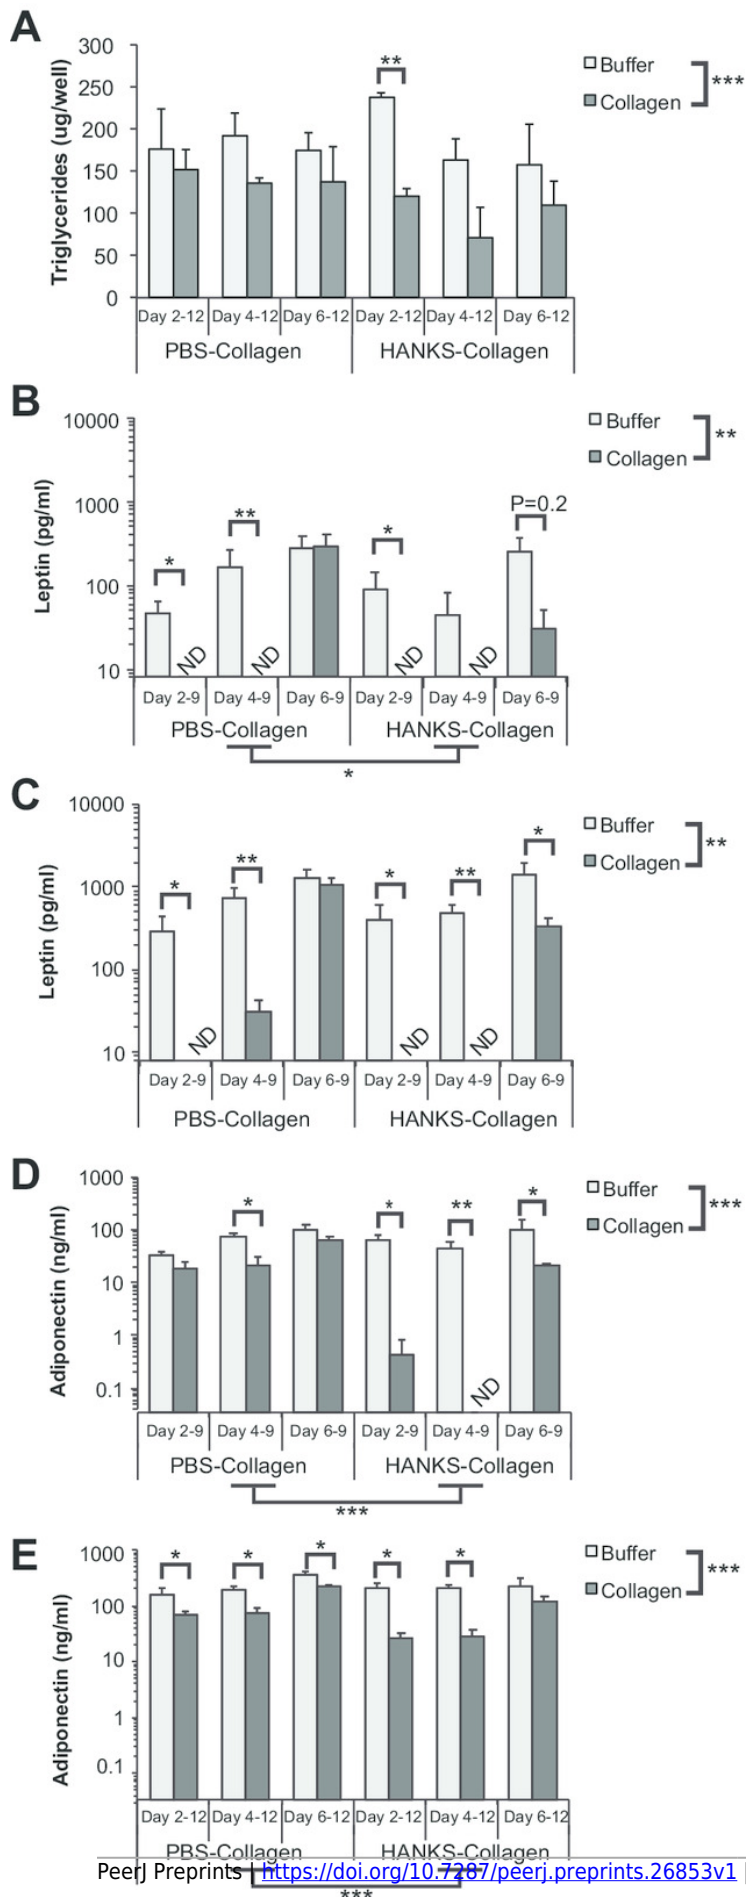 A
300
250
200
150
100
50
0
Triglycerides (ug/well)
**
Buffer
Collagen
***
Day 2-12 Day 4-12 Day 6-12 Day 2-12 Day 4-12 Day 6-12
PBS-Collagen HANKS-Collagen
B
10000
1000
100
10
Leptin (pg/ml)
* ** * P=0.2
ND ND ND ND
Buffer
Collagen
**
Day 2-9 Day 4-9 Day 6-9 Day 2-9 Day 4-9 Day 6-9
PBS-Collagen HANKS-Collagen
*
C
10000
1000
100
10
Leptin (pg/ml)
* ** * ** *
ND ND ND
Buffer
Collagen
**
Day 2-9 Day 4-9 Day 6-9 Day 2-9 Day 4-9 Day 6-9
PBS-Collagen HANKS-Collagen
D
1000
100
10
1
0.1
Adiponectin (ng/ml)
* * ** *
ND
Buffer
Collagen
***
Day 2-9 Day 4-9 Day 6-9 Day 2-9 Day 4-9 Day 6-9
PBS-Collagen HANKS-Collagen
***
E
1000
100
10
1
0.1
Adiponectin (ng/ml)
* * * * *
Buffer
Collagen
***
Day 2-12 Day 4-12 Day 6-12 Day 2-12 Day 4-12 Day 6-12
PBS-Collagen HANKS-Collagen
PeerJ Preprints | https://doi.org/10.7287/peerj.preprints.26853v1 |
***